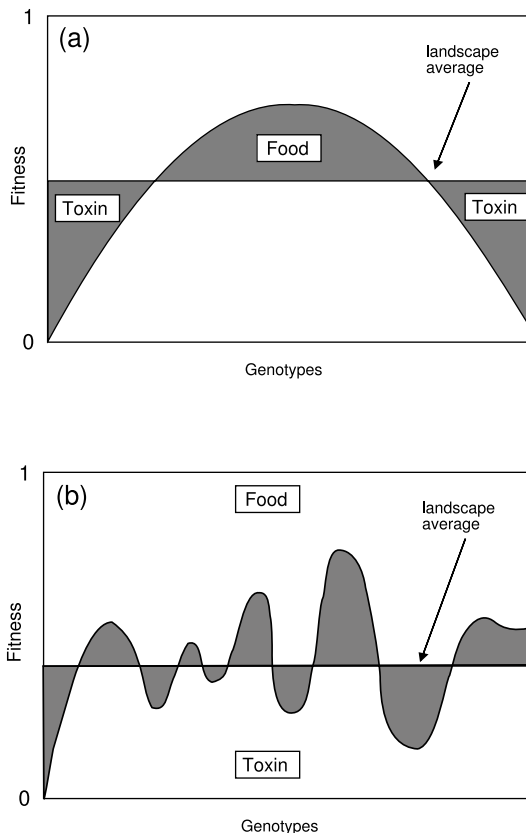 1
(a)
landscape
average
Food
Fitness
Toxin
Toxin
0
Genotypes
1
(b)
Food
landscape
average
Fitness
Toxin
0
Genotypes